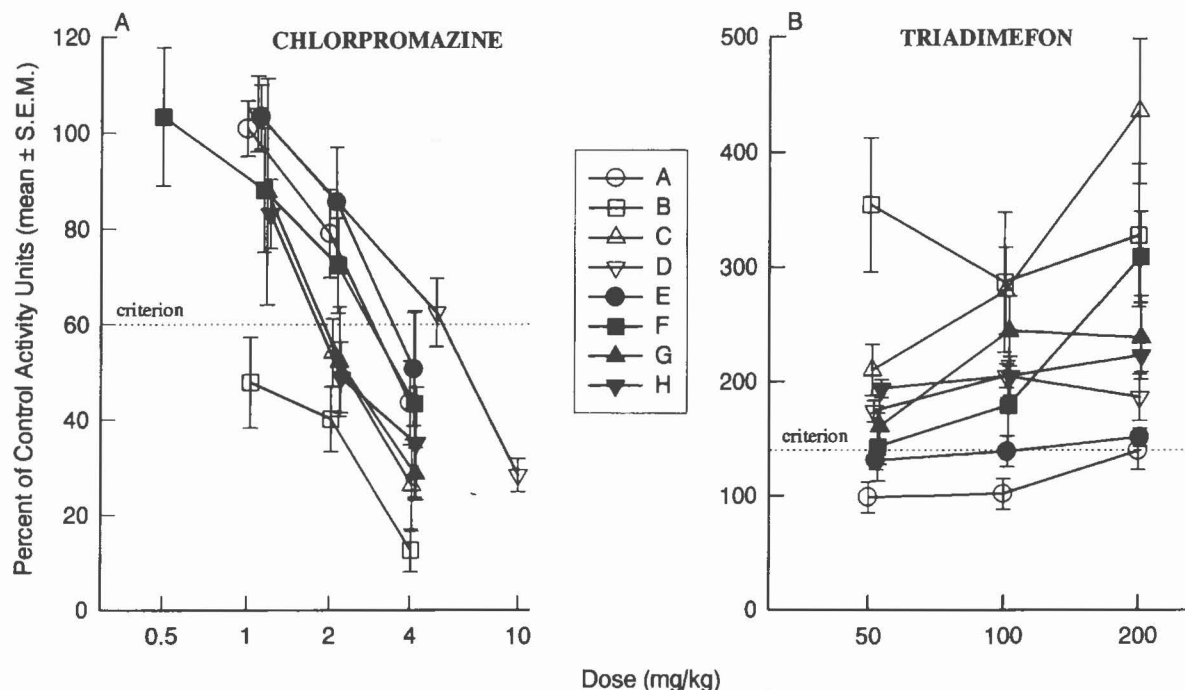 A
CHLORPROMAZINE
Percent of Control Activity Units (mean ± S.E.M.)
120
100
80
60
40
20
0
criterion
0.5 1 2 4 10
A
B
C
D
E
F
G
H
B
TRIADIMEFON
500
400
300
200
100
0
criterion
50 100 200
Dose (mg/kg)